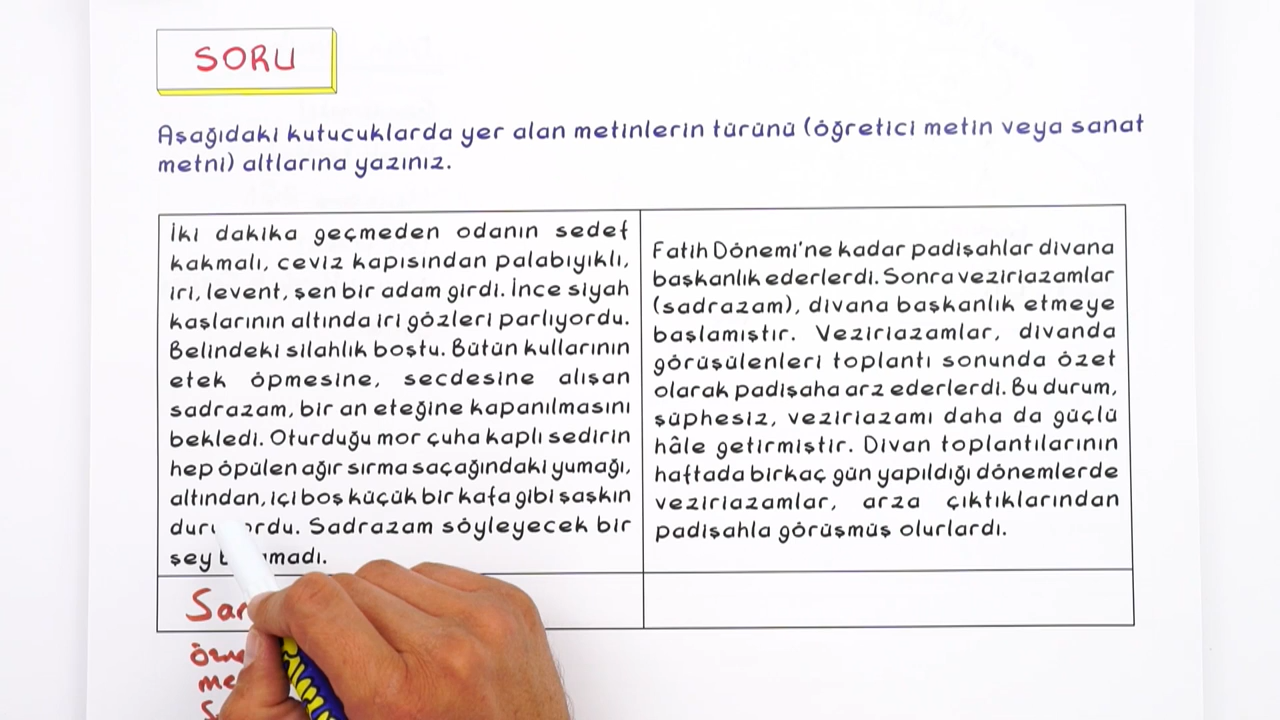 SORU
Aşağıdaki kutucuklarda yer alan metinlerin türünü (öğretici metin veya sanat
metni) altlarına yazınız.
İki dakika geçmeden odanın sedef
kakmalı, ceviz kapısından palabıyıklı,
iri, levent, şen bir adam girdi. İnce siyah
kaşlarının altında iri gözleri parlıyordu.
Belindeki silahlık boştu. Bütün kullarının
etek öpmesine, secdesine alışan
sadrazam, bir an eteğine kapanılmasını
bekledi. Oturduğu mor çuha kaplı sedirin
hep öpülen ağır sırma saçağındaki yumağı,
altından, içi boş küçük bir kafa gibi şaşkın
Sadrazam söyleyecek bir
şey
Fatih Dönemi'ne kadar padişahlar divana
başkanlık ederlerdi. Sonra veziriazamlar
(sadrazam), divana başkanlık etmeye
başlamıştır. Veziriazamlar, divanda
görüşülenleri toplantı sonunda özet
olarak padişaha arz ederlerdi. Bu durum,
şüphesiz, veziriazamı daha da güçlü
hâle getirmiştir. Divan toplantılarının
haftada birkaç gün yapıldığı dönemlerde
veziriazamlar, arza çıktıklarından
padişahla görüşmüş olurlardı.